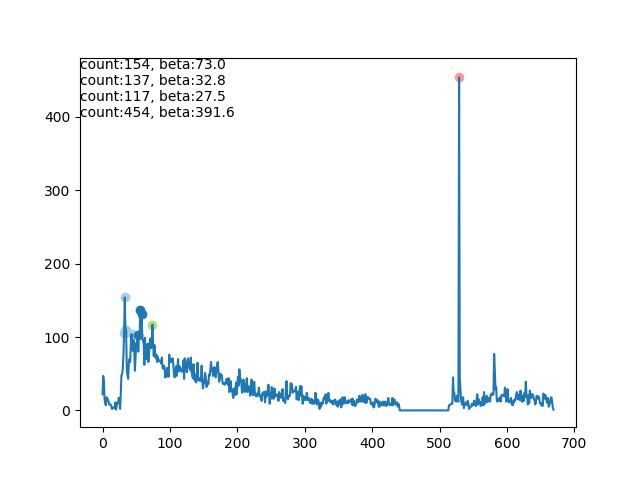 count:154, beta:73.0
count:137, beta:32.8
count:117, beta:27.5
count:454, beta:391.6
400
300
200
100
0
0 100 200 300 400 500 600 700